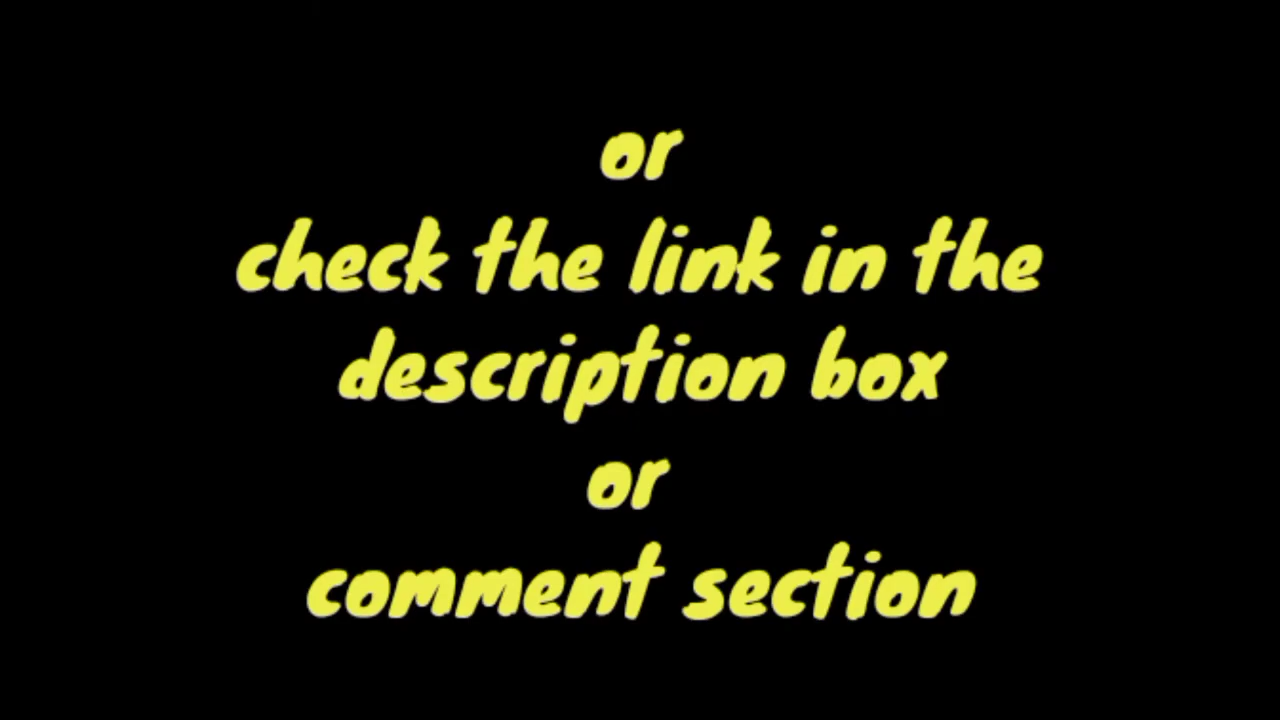 or
check the link in the
description box
or
comment section